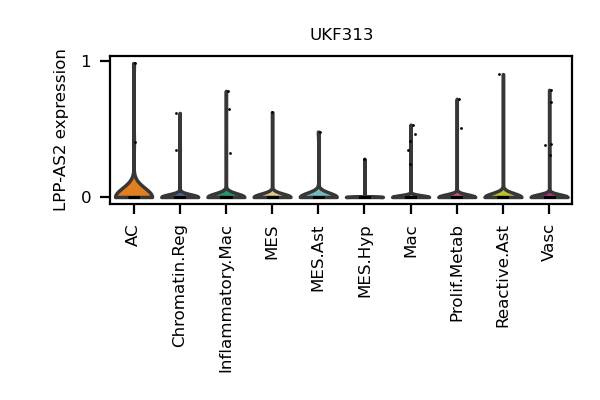 UKF313
LPP-AS2 expression
1
0
AC
Chromatin.Reg
Inflammatory.Mac
MES
MES.Ast
MES.Hyp
Mac
Prolif.Metab
Reactive.Ast
Vasc